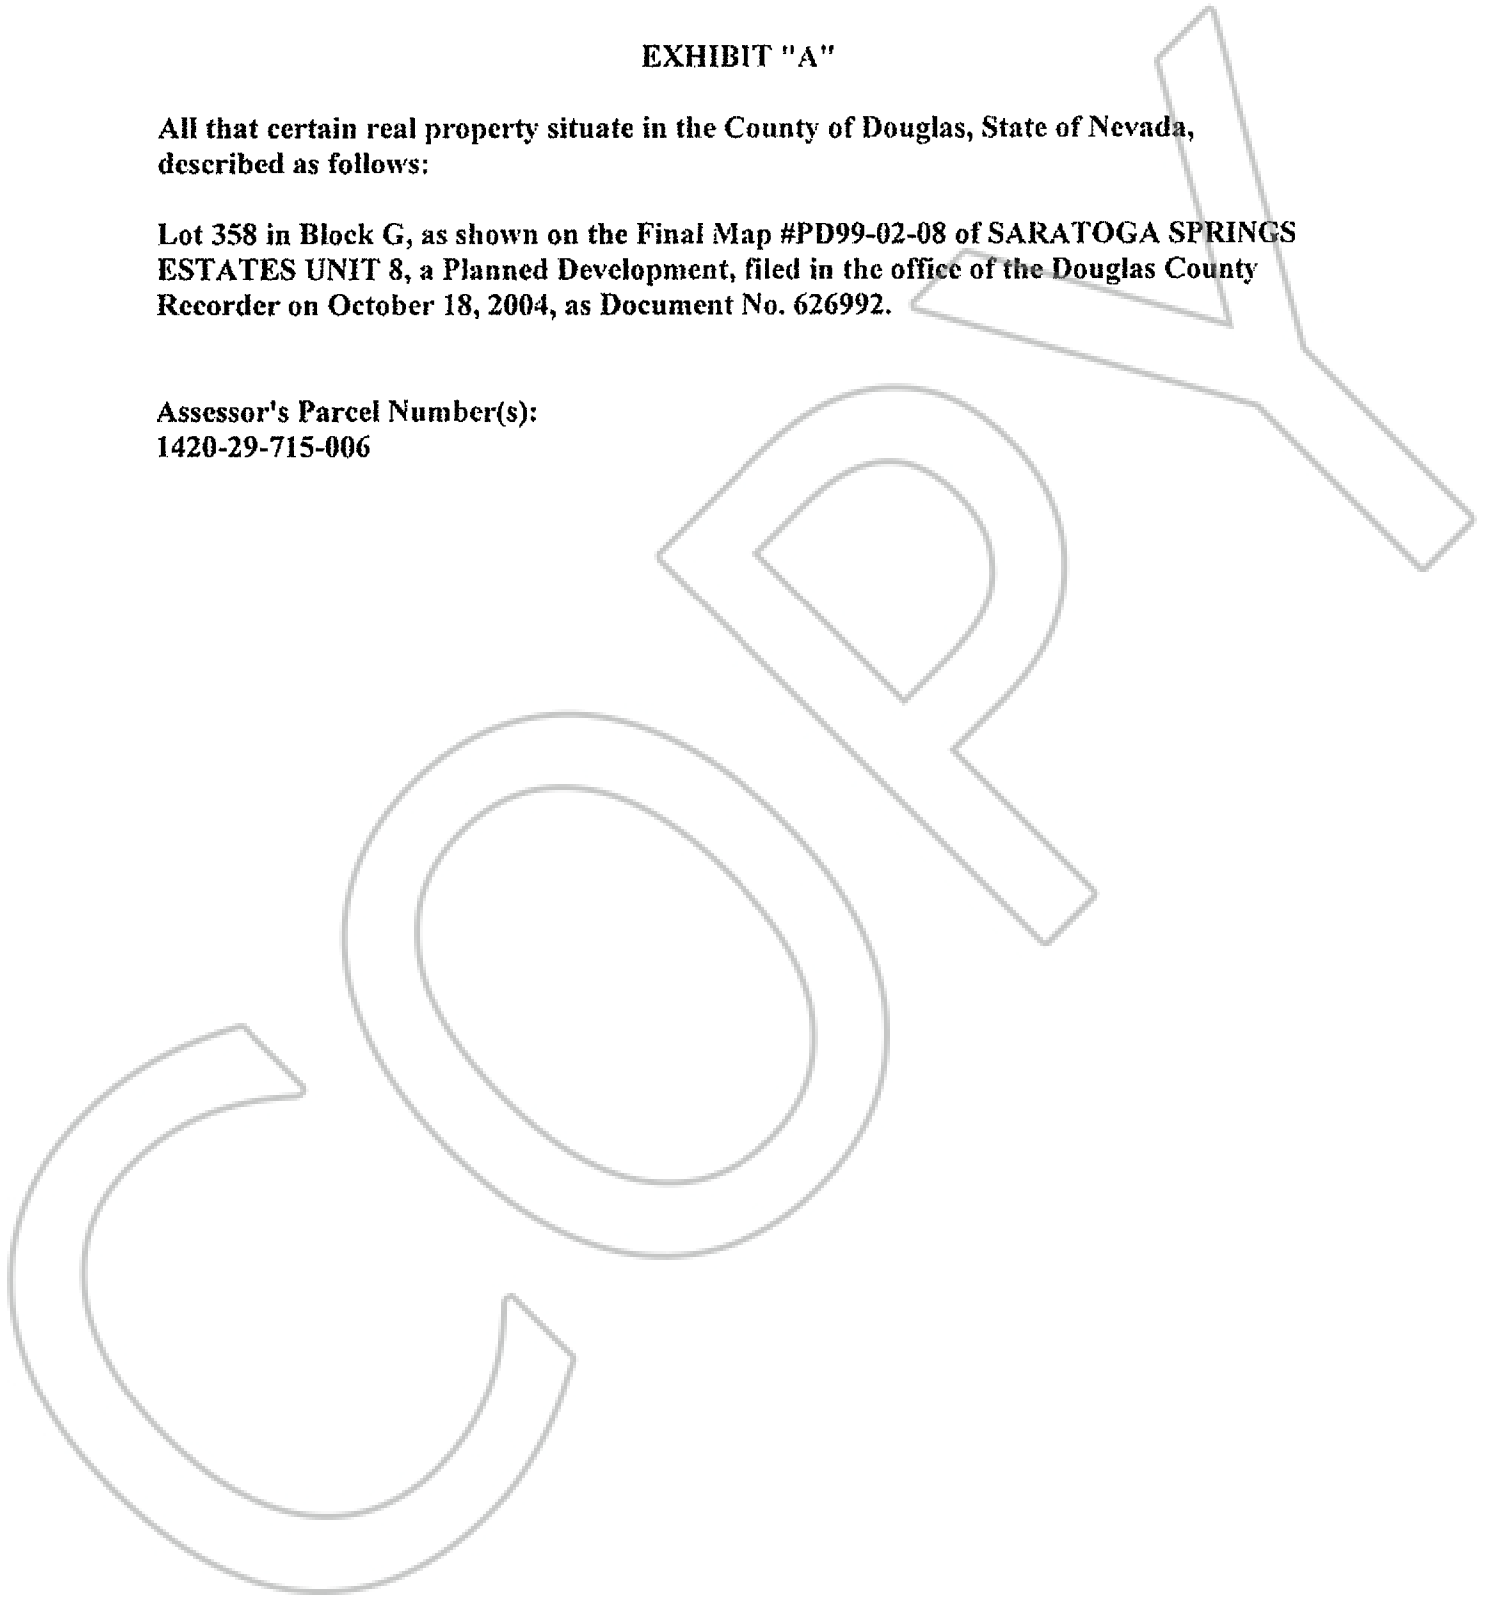 EXHIBIT "A"
All that certain real property situate in the County of Douglas, State of Nevada,
described as follows:
Lot 358 in Block G, as shown on the Final Map #PD99-02-08 of SARATOGA SPRINGS
ESTATES UNIT 8, a Planned Development, filed in the office of the Douglas County
Recorder on October 18, 2004, as Document No. 626992.
Assessor's Parcel Number(s):
1420-29-715-006
COPY